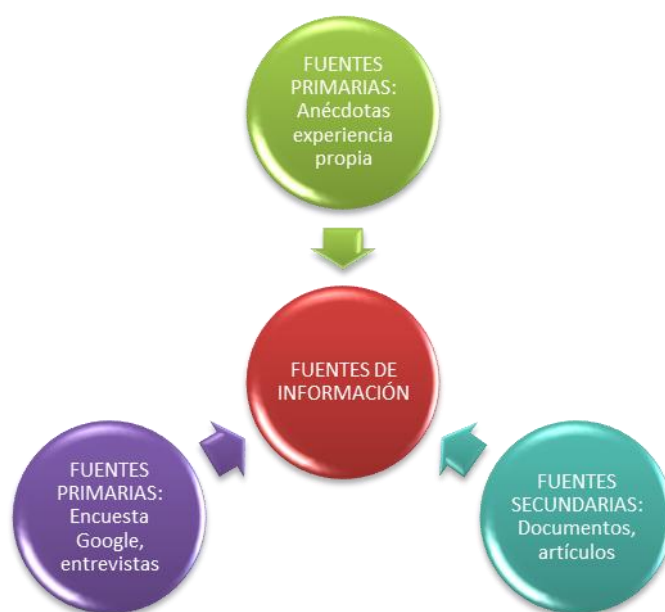 FUENTES
PRIMARIAS:
Anécdotas
experiencia
propia
FUENTES DE
INFORMACIÓN
FUENTES
PRIMARIAS:
Encuesta
Google,
entrevistas
FUENTES
SECUNDARIAS:
Documentos,
artículos